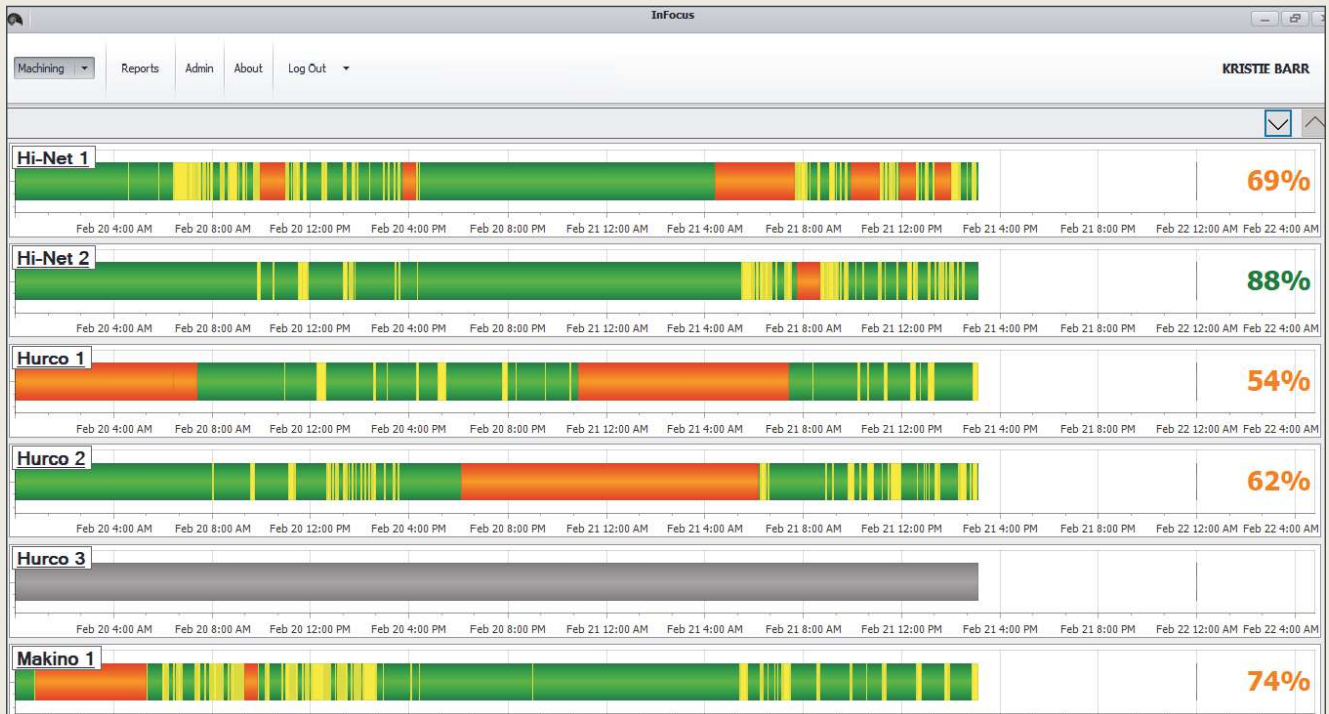 InFocus
Machining Reports Admin About Log Out KRISTIE BARR
Hi-Net 1
69%
Feb 20 4:00 AM Feb 20 8:00 AM Feb 20 12:00 PM Feb 20 4:00 PM Feb 20 8:00 PM Feb 21 12:00 AM Feb 21 4:00 AM Feb 21 8:00 AM Feb 21 12:00 PM Feb 21 4:00 PM Feb 21 8:00 PM Feb 22 12:00 AM Feb 22 4:00 AM
Hi-Net 2
88%
Feb 20 4:00 AM Feb 20 8:00 AM Feb 20 12:00 PM Feb 20 4:00 PM Feb 20 8:00 PM Feb 21 12:00 AM Feb 21 4:00 AM Feb 21 8:00 AM Feb 21 12:00 PM Feb 21 4:00 PM Feb 21 8:00 PM Feb 22 12:00 AM Feb 22 4:00 AM
Hurco 1
54%
Feb 20 4:00 AM Feb 20 8:00 AM Feb 20 12:00 PM Feb 20 4:00 PM Feb 20 8:00 PM Feb 21 12:00 AM Feb 21 4:00 AM Feb 21 8:00 AM Feb 21 12:00 PM Feb 21 4:00 PM Feb 21 8:00 PM Feb 22 12:00 AM Feb 22 4:00 AM
Hurco 2
62%
Feb 20 4:00 AM Feb 20 8:00 AM Feb 20 12:00 PM Feb 20 4:00 PM Feb 20 8:00 PM Feb 21 12:00 AM Feb 21 4:00 AM Feb 21 8:00 AM Feb 21 12:00 PM Feb 21 4:00 PM Feb 21 8:00 PM Feb 22 12:00 AM Feb 22 4:00 AM
Hurco 3
Feb 20 4:00 AM Feb 20 8:00 AM Feb 20 12:00 PM Feb 20 4:00 PM Feb 20 8:00 PM Feb 21 12:00 AM Feb 21 4:00 AM Feb 21 8:00 AM Feb 21 12:00 PM Feb 21 4:00 PM Feb 21 8:00 PM Feb 22 12:00 AM Feb 22 4:00 AM
Makino 1
74%